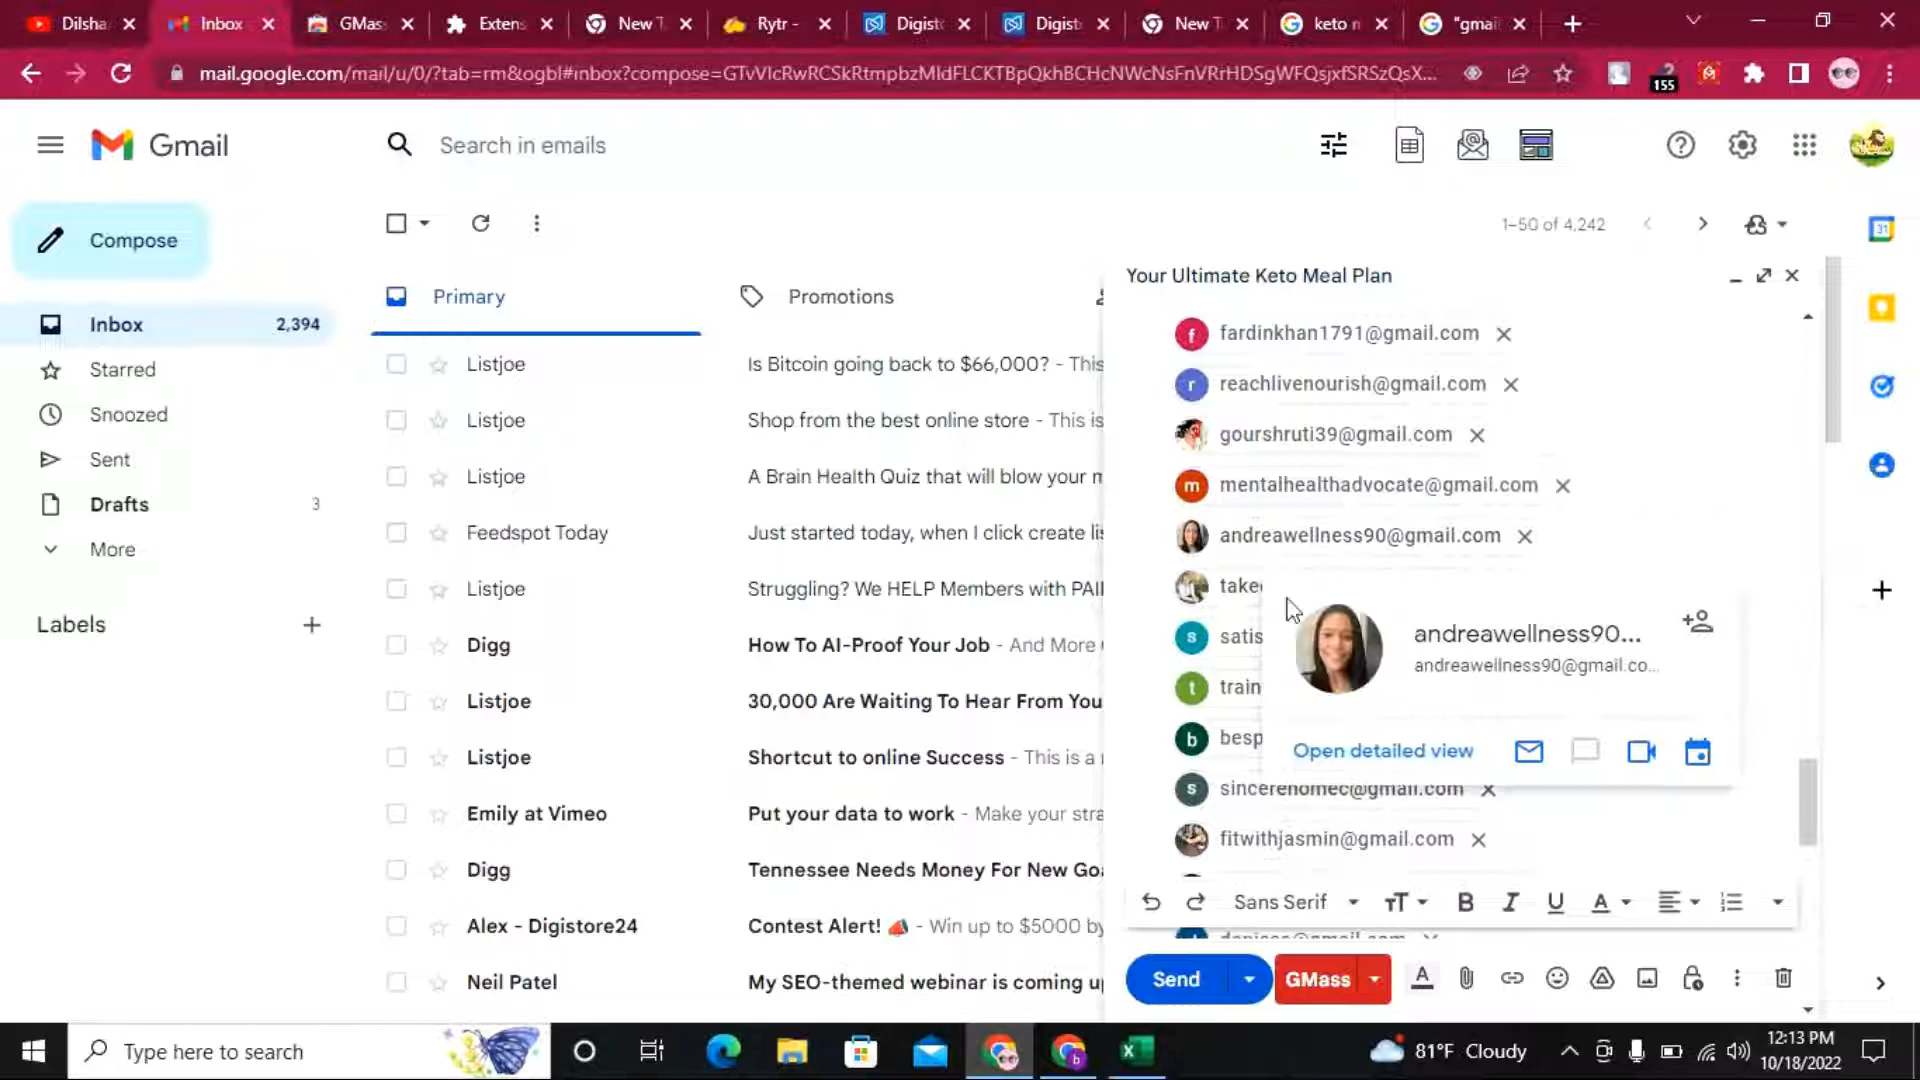 Dilsha
Inbox
GMas
Extens
New T
Rytr -
Digist
Digist
New T
keto n
"gmai
mail.google.com/mail/u/0/?tab=rm&ogbl#inbox?compose=GTvVlcRwRCSkRtmpbzMldFLCKTBpQkhBCHcNWcNsFnVRrHDSgWFQsjxfSRSzQsX...
155
Gmail
Search in emails
Compose
1–50 of 4,242
31
Inbox 2,394
Starred
Snoozed
Sent
Drafts 3
More
Labels
Primary
Promotions
Listjoe Is Bitcoin going back to $66,000? - This
Listjoe Shop from the best online store - This is
Listjoe A Brain Health Quiz that will blow your m
Feedspot Today Just started today, when I click create lis
Listjoe Struggling? We HELP Members with PAI
Digg How To AI-Proof Your Job - And More
Listjoe 30,000 Are Waiting To Hear From You
Listjoe Shortcut to online Success - This is a
Emily at Vimeo Put your data to work - Make your stra
Digg Tennessee Needs Money For New Go
Alex - Digistore24 Contest Alert! 📣 - Win up to $5000 by
Neil Patel My SEO-themed webinar is coming up
Your Ultimate Keto Meal Plan
f fardinkhan1791@gmail.com
r reachlivenourish@gmail.com
gourshruti39@gmail.com
m mentalhealthadvocate@gmail.com
andreawellness90@gmail.com
take
s satis
t train
b besp
s sincerehomec@gmail.com
fitwithjasmin@gmail.com
andreawellness90...
andreawellness90@gmail.co...
Open detailed view
Sans Serif
Send
GMass
Type here to search
81°F Cloudy
12:13 PM
10/18/2022